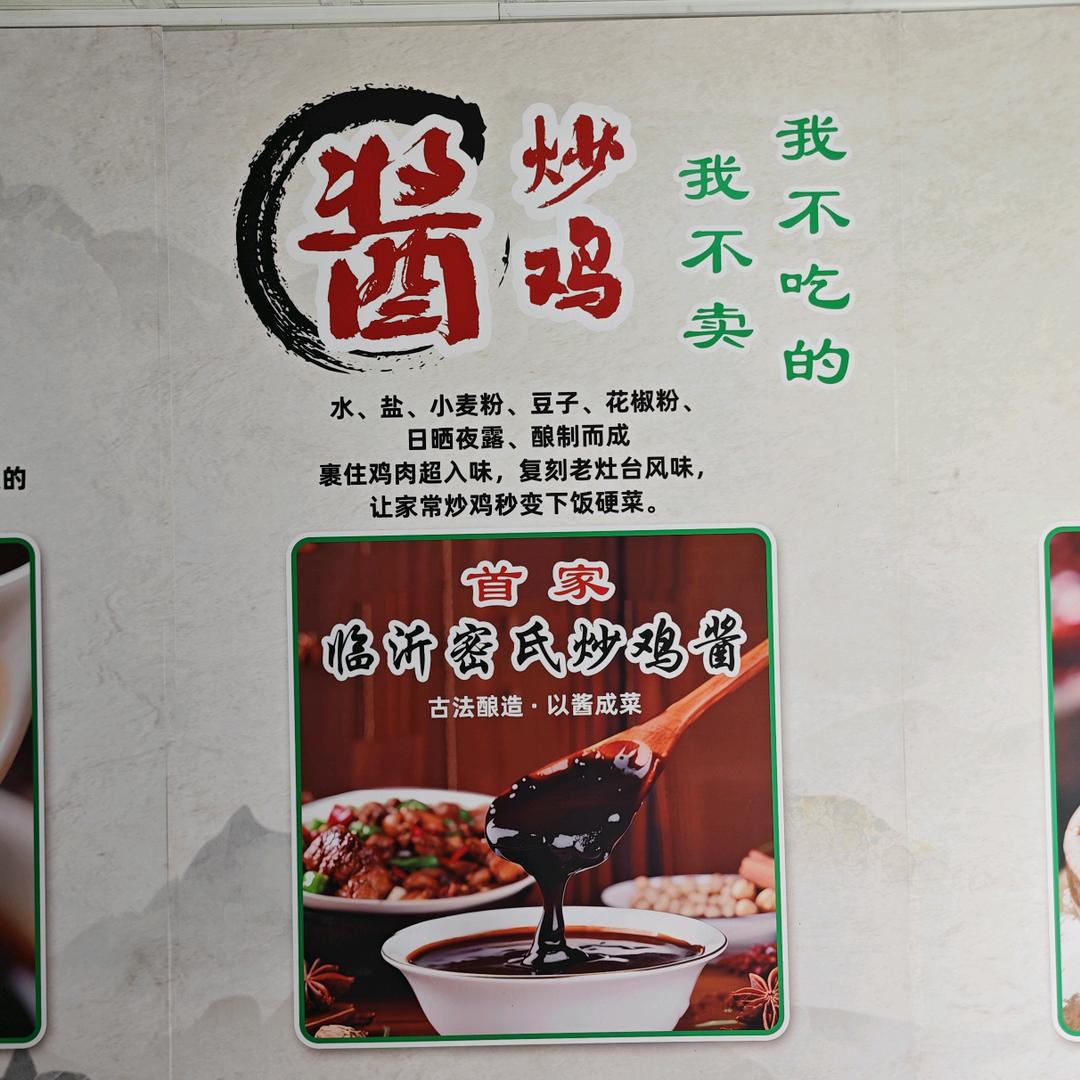 酱炒鸡
我不吃的
我不卖
水、盐、小麦粉、豆子、花椒粉、
日晒夜露、酿制而成
裹住鸡肉超入味，复刻老灶台风味，
让家常炒鸡秒变下饭硬菜。
的
首家
临沂密氏炒鸡酱
古法酿造·以酱成菜